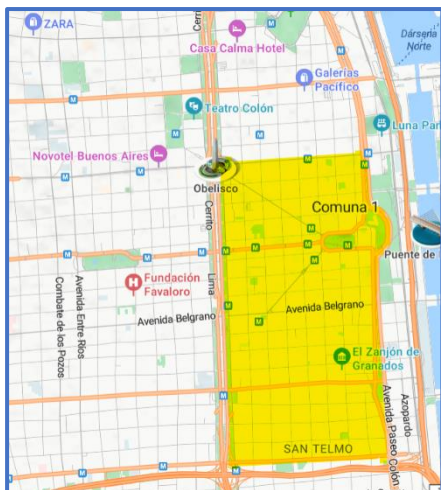 ZARA
Cerrito
Dársena
Norte
Casa Calma Hotel
Galerías
Pacífico
Teatro Colón
Luna Par
Novotel Buenos Aires
Obelisco
Cerrito
Comuna 1
Puente de
Fundación
Favaloro
Lima
Avenida Entre Ríos
Combate de los Pozos
Avenida Belgrano
Avenida Belgrano
El Zanjón de
Granados
Azopardo
Avenida Paseo Colón
SAN TELMO